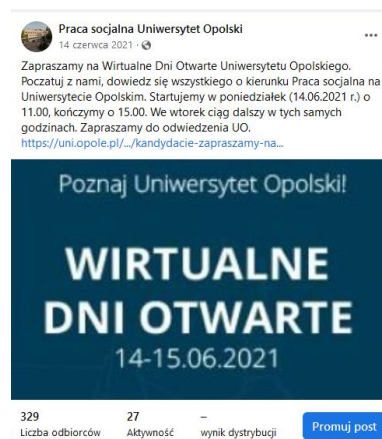 Praca socjalna Uniwersytet Opolski
14 czerwca 2021 ·
Zapraszamy na Wirtualne Dni Otwarte Uniwersytetu Opolskiego.
Poczatuj z nami, dowiedz się wszystkiego o kierunku Praca socjalna na
Uniwersytecie Opolskim. Startujemy w poniedziałek (14.06.2021 r.) o
11.00, kończymy o 15.00. We wtorek ciąg dalszy w tych samych
godzinach. Zapraszamy do odwiedzenia UO.
https://uni.opole.pl/.../kandydacie-zapraszamy-na...
Poznaj Uniwersytet Opolski!
WIRTUALNE
DNI OTWARTE
14-15.06.2021
329 27 –
Liczba odbiorców Aktywność wynik dystrybucji
Promuj post